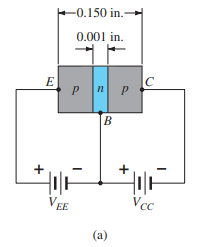 0.150 in.
0.001 in.
E
p
n
p
C
B
+
−
+
−
V_EE
V_CC
(a)